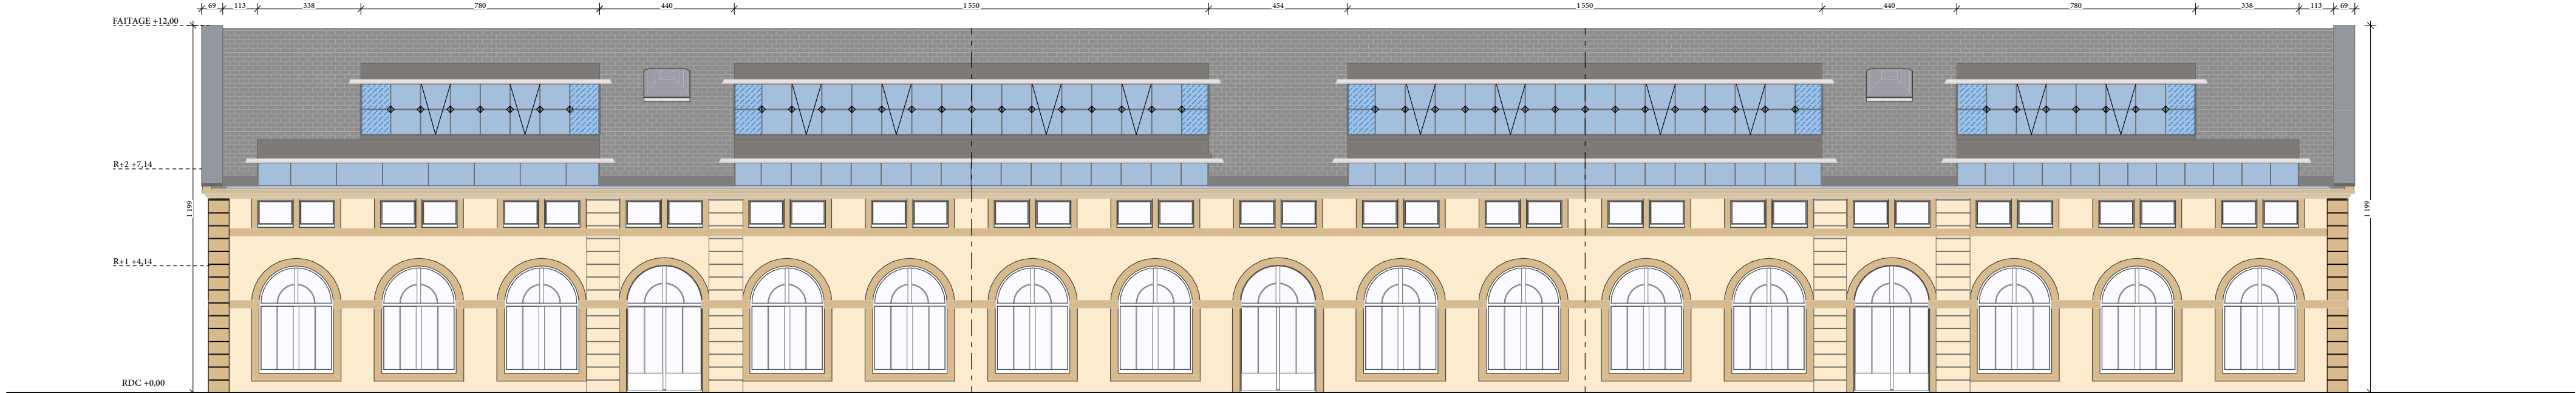 69 113 338 780 440 1 550 454 1 550 440 780 338 113 69
FAITAGE +12,00
R+2 +7,14
1 199 1 199
R+1 +4,14
RDC +0,00